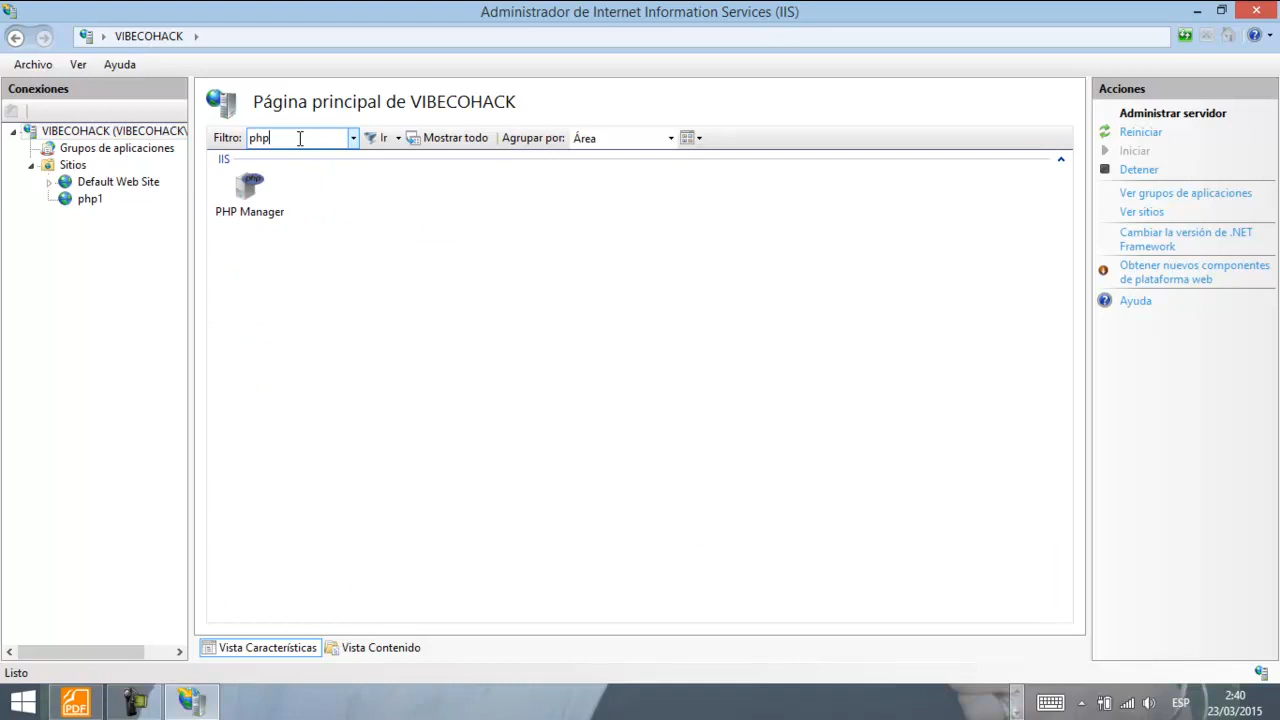 Administrador de Internet Information Services (IIS)
VIBECOHACK
Archivo Ver Ayuda
Conexiones
VIBECOHACK (VIBECOHACK\
Grupos de aplicaciones
Sitios
Default Web Site
php1
Página principal de VIBECOHACK
Filtro: php Ir Mostrar todo Agrupar por: Área
IIS
php
PHP Manager
Vista Características Vista Contenido
Acciones
Administrar servidor
Reiniciar
Iniciar
Detener
Ver grupos de aplicaciones
Ver sitios
Cambiar la versión de .NET
Framework
Obtener nuevos componentes
de plataforma web
Ayuda
Listo
PDF
ESP
2:40
23/03/2015